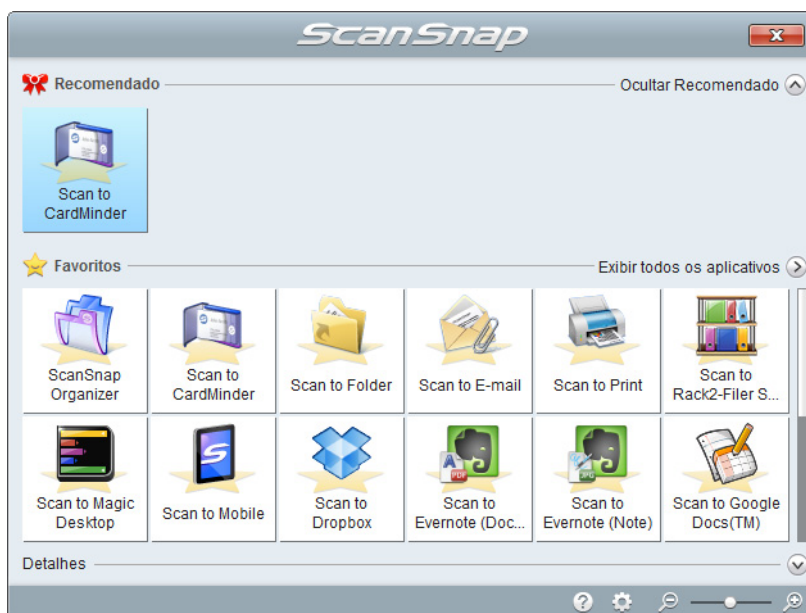 ScanSnap
Recomendado
Ocultar Recomendado
Scan to
CardMinder
Favoritos
Exibir todos os aplicativos
ScanSnap
Organizer
Scan to
CardMinder
Scan to Folder
Scan to E-mail
Scan to Print
Scan to
Rack2-Filer S...
Scan to Magic
Desktop
Scan to Mobile
Scan to
Dropbox
A
PDF
Scan to
Evernote (Doc...
JPG
Scan to
Evernote (Note)
Scan to Google
Docs(TM)
Detalhes